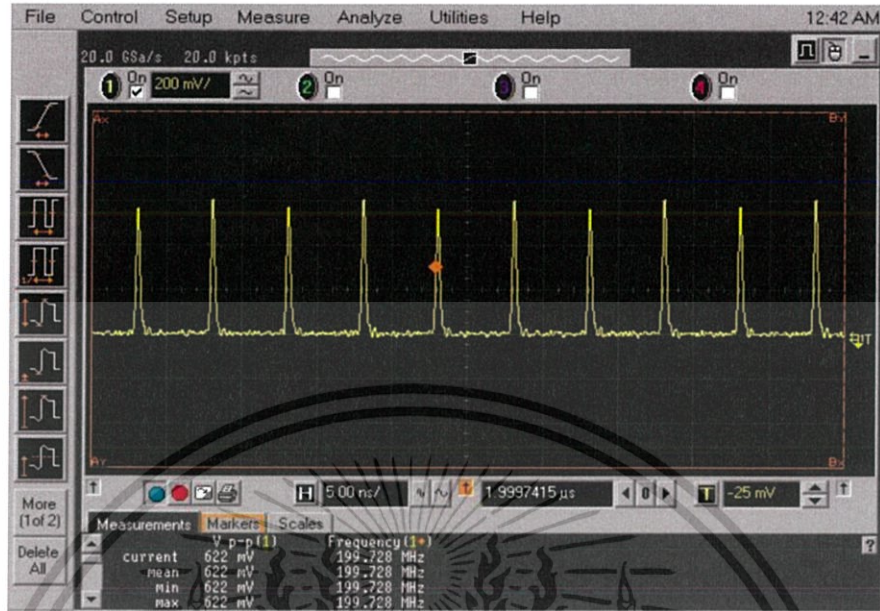 File Control Setup Measure Analyze Utilities Help 12:42 AM
20.0 GSa/s 20.0 kpts
1 On 200 mV/ 2 On 3 On 4 On
Ax By
Ay Bx
More (1 of 2)
Delete All
H 5.00 ns/ 1.9997415 µs 0 T -25 mV
Measurements Markers Scales
V p-p(1) Frequency(1+)
current 622 mV 199.728 MHz
mean 622 mV 199.728 MHz
min 622 mV 199.728 MHz
max 622 mV 199.728 MHz
?